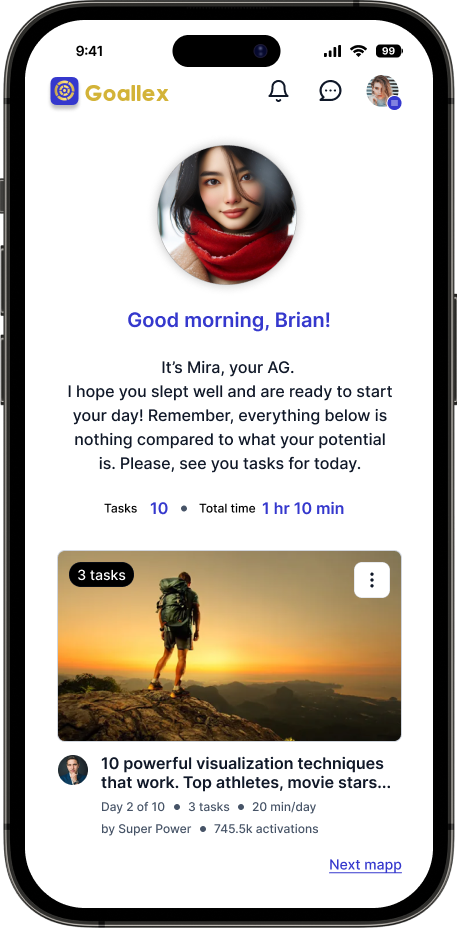 9:41
99
Goallex
Good morning, Brian!
It's Mira, your AG.
I hope you slept well and are ready to start
your day! Remember, everything below is
nothing compared to what your potential
is. Please, see you tasks for today.
Tasks 10 • Total time 1 hr 10 min
3 tasks
10 powerful visualization techniques
that work. Top athletes, movie stars...
Day 2 of 10 • 3 tasks • 20 min/day
by Super Power • 745.5k activations
Next mapp